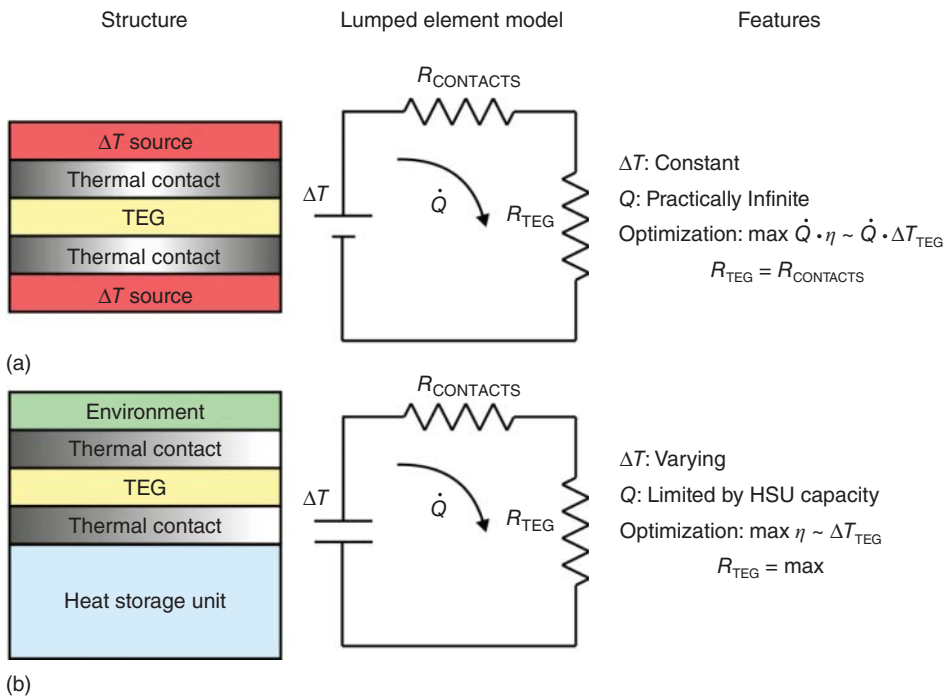 Structure
Lumped element model
Features
ΔT source
Thermal contact
TEG
Thermal contact
ΔT source
R_CONTACTS
ΔT
Q̇
R_TEG
ΔT: Constant
Q: Practically Infinite
Optimization: max Q̇ · η ~ Q̇ · ΔT_TEG
R_TEG = R_CONTACTS
(a)
Environment
Thermal contact
TEG
Thermal contact
Heat storage unit
R_CONTACTS
ΔT
Q̇
R_TEG
ΔT: Varying
Q: Limited by HSU capacity
Optimization: max η ~ ΔT_TEG
R_TEG = max
(b)